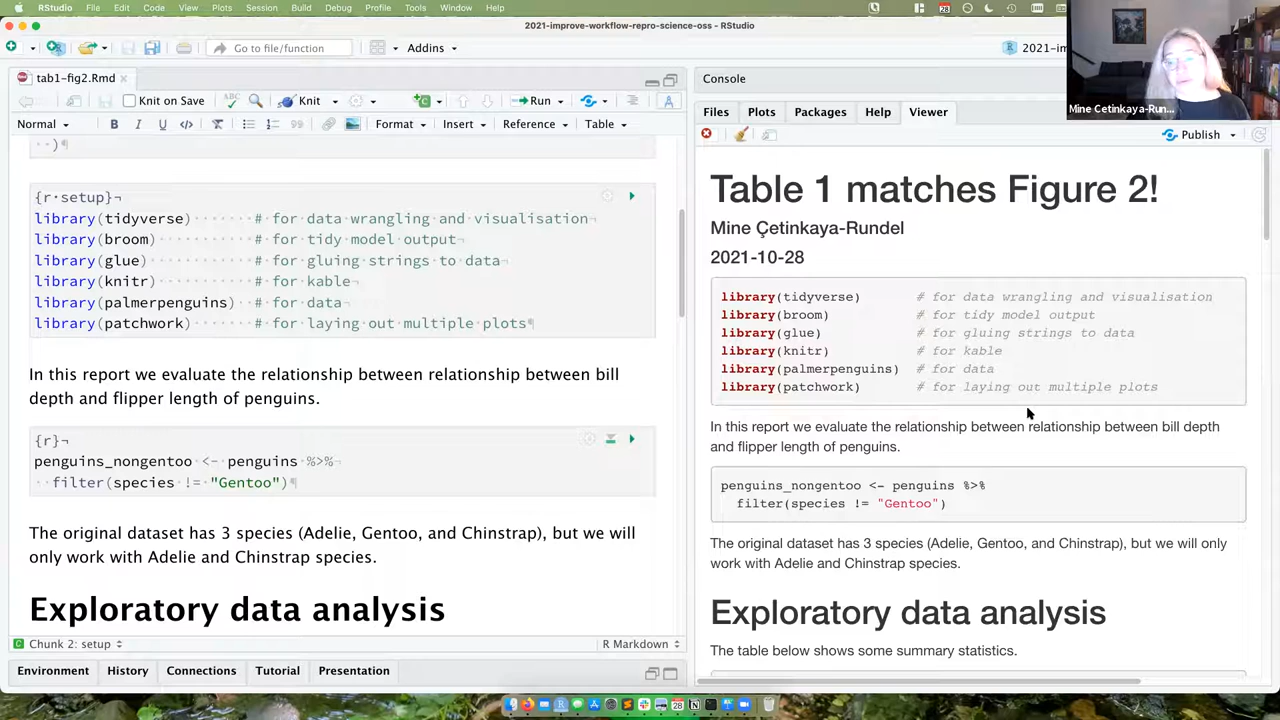 RStudio File Edit Code View Plots Session Build Debug Profile Tools Window Help
2021-improve-workflow-repro-science-oss - RStudio
Go to file/function Addins 2021-im
tab1-fig2.Rmd
Knit on Save Knit Run
Normal B I U Format Insert Reference Table
)¶
{r·setup}¬
library(tidyverse)·······#·for·data·wrangling·and·visualisation¬
library(broom)···········#·for·tidy·model·output¬
library(glue)············#·for·gluing·strings·to·data¬
library(knitr)···········#·for·kable¬
library(palmerpenguins)··#·for·data¬
library(patchwork)·······#·for·laying·out·multiple·plots¶
In this report we evaluate the relationship between relationship between bill
depth and flipper length of penguins.
{r}¬
penguins_nongentoo·<-·penguins·%>%¬
··filter(species·!=·"Gentoo")¶
The original dataset has 3 species (Adelie, Gentoo, and Chinstrap), but we will
only work with Adelie and Chinstrap species.
Exploratory data analysis
Chunk 2: setup R Markdown
Environment History Connections Tutorial Presentation
Console
Files Plots Packages Help Viewer
Publish
Table 1 matches Figure 2!
Mine Çetinkaya-Rundel
2021-10-28
library(tidyverse) # for data wrangling and visualisation
library(broom) # for tidy model output
library(glue) # for gluing strings to data
library(knitr) # for kable
library(palmerpenguins) # for data
library(patchwork) # for laying out multiple plots
In this report we evaluate the relationship between relationship between bill depth
and flipper length of penguins.
penguins_nongentoo <- penguins %>%
filter(species != "Gentoo")
The original dataset has 3 species (Adelie, Gentoo, and Chinstrap), but we will only
work with Adelie and Chinstrap species.
Exploratory data analysis
The table below shows some summary statistics.
Mine Cetinkaya-Run...